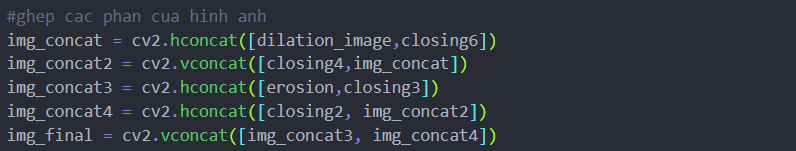 #ghep cac phan cua hinh anh
img_concat = cv2.hconcat([dilation_image,closing6])
img_concat2 = cv2.vconcat([closing4,img_concat])
img_concat3 = cv2.hconcat([erosion,closing3])
img_concat4 = cv2.hconcat([closing2, img_concat2])
img_final = cv2.vconcat([img_concat3, img_concat4])